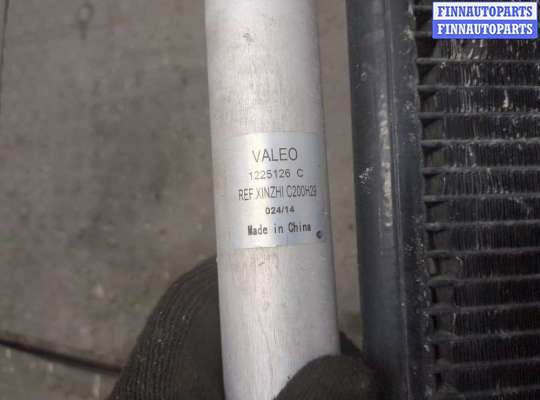 FINNAUTOPARTS
FINNAUTOPARTS
VALEO
1225126 C
REF.XINZHI C200H29
024/14
Made in China